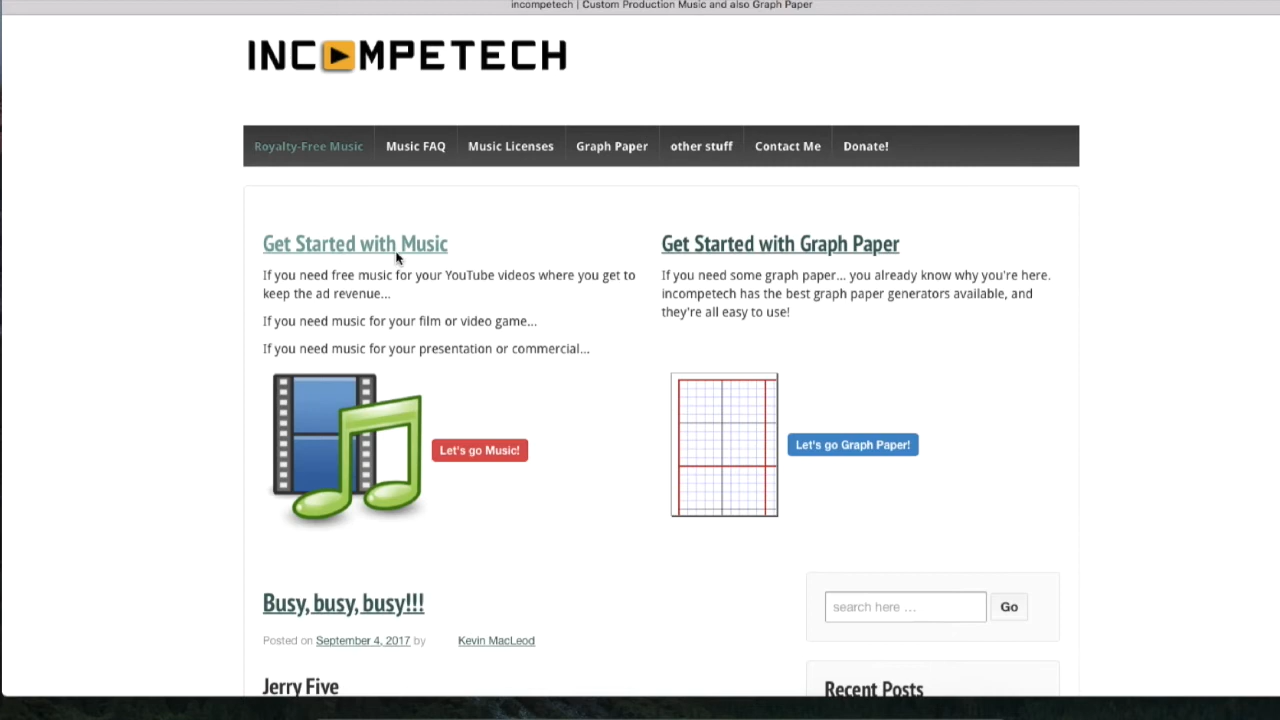 incompetech | Custom Production Music and also Graph Paper
INCOMPETECH
Royalty-Free Music Music FAQ Music Licenses Graph Paper other stuff Contact Me Donate!
Get Started with Music
If you need free music for your YouTube videos where you get to
keep the ad revenue...
If you need music for your film or video game...
If you need music for your presentation or commercial...
Let's go Music!
Get Started with Graph Paper
If you need some graph paper... you already know why you're here.
incompetech has the best graph paper generators available, and
they're all easy to use!
Let's go Graph Paper!
Busy, busy, busy!!!
Posted on September 4, 2017 by Kevin MacLeod
Jerry Five
search here ...
Go
Recent Posts